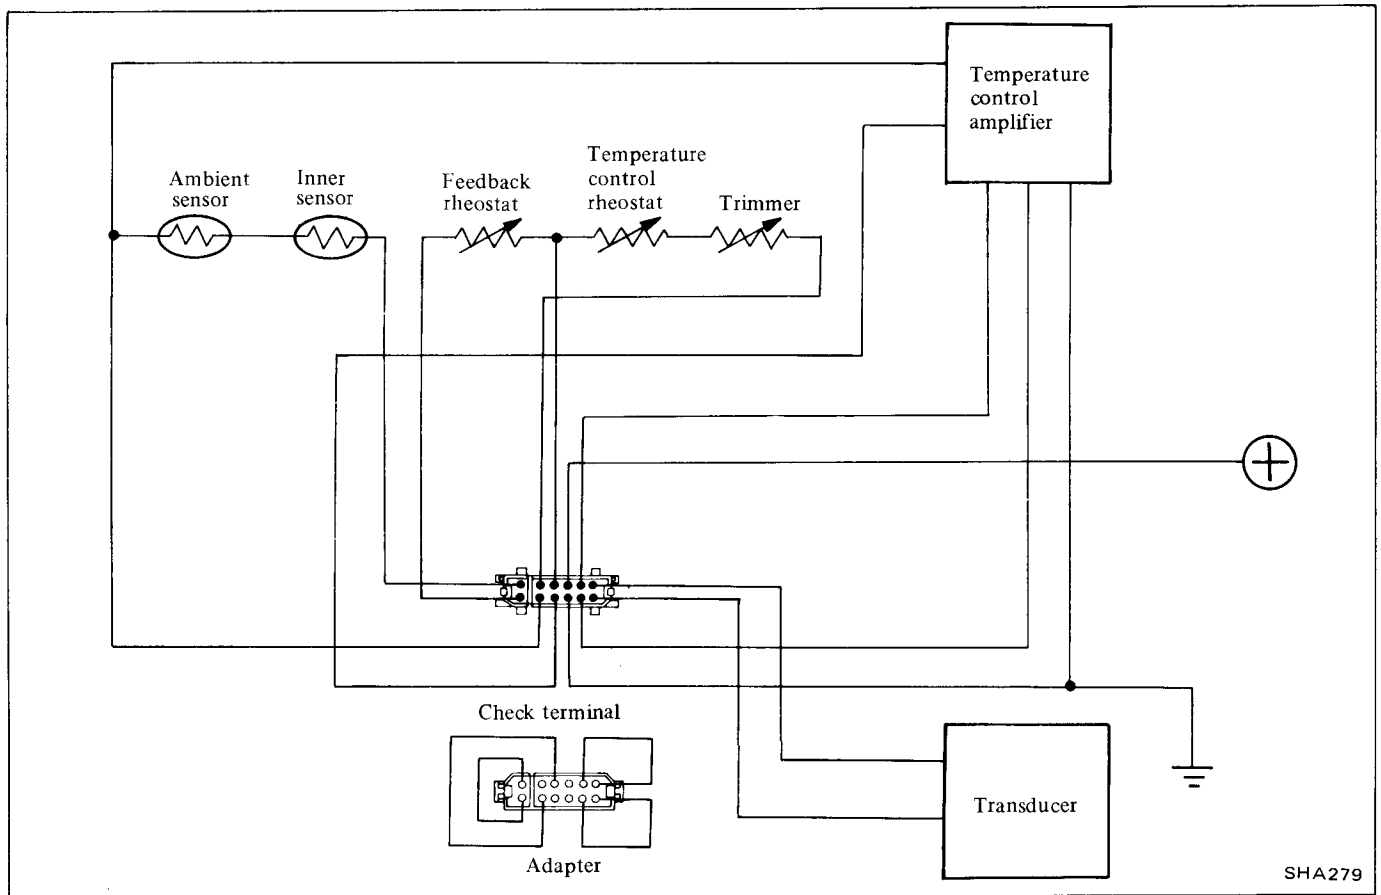 Temperature
control
amplifier
Ambient
sensor
Inner
sensor
Feedback
rheostat
Temperature
control
rheostat
Trimmer
Check terminal
Adapter
Transducer
SHA279